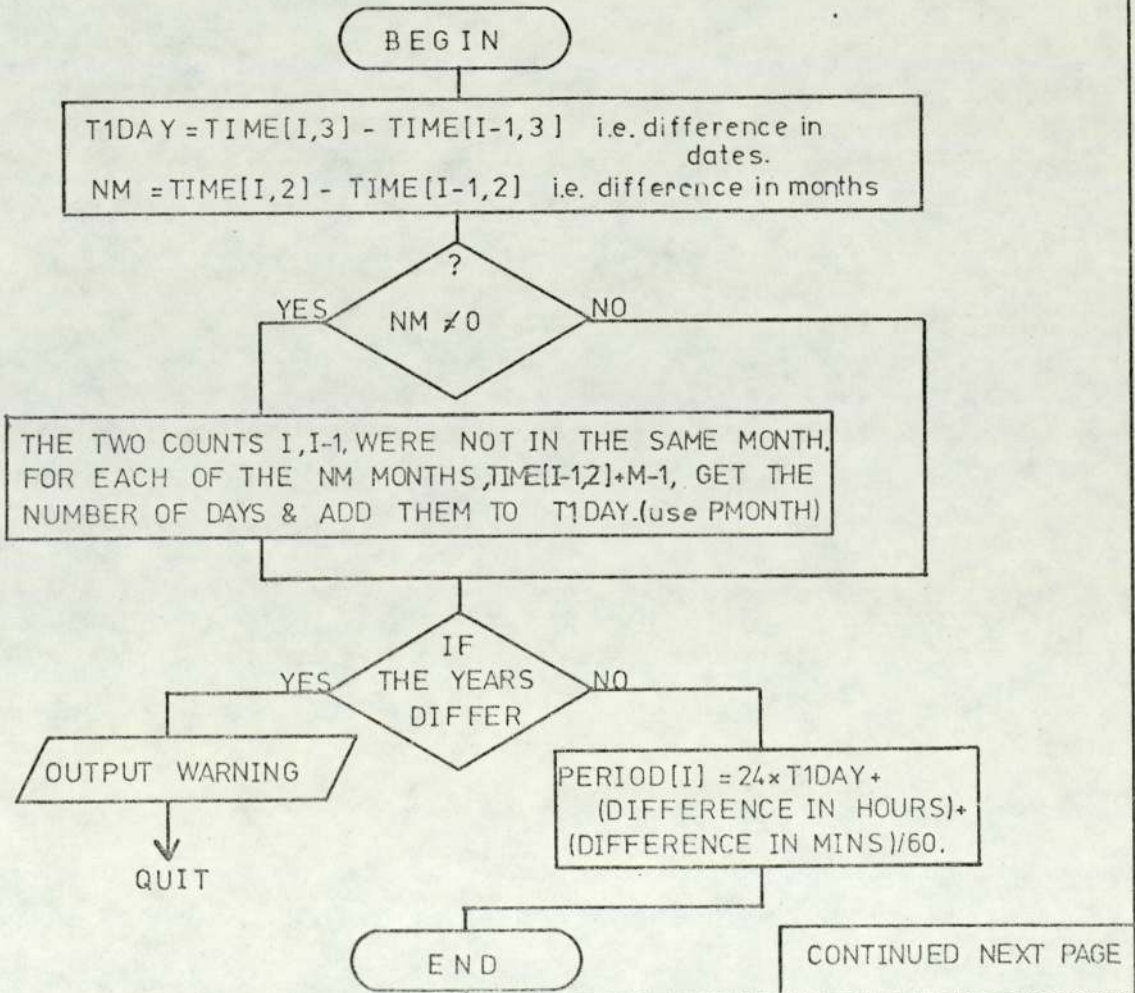 BEGIN
T1DAY = TIME[I,3] - TIME[I-1,3] i.e. difference in
dates.
NM = TIME[I,2] - TIME[I-1,2] i.e. difference in months
?
NM ≠ 0
YES
NO
THE TWO COUNTS I,I-1, WERE NOT IN THE SAME MONTH.
FOR EACH OF THE NM MONTHS ,TIME[I-1,2]+M-1, GET THE
NUMBER OF DAYS & ADD THEM TO T1DAY.(use PMONTH)
IF
THE YEARS
DIFFER
YES
NO
OUTPUT WARNING
QUIT
PERIOD[I] = 24× T1DAY +
(DIFFERENCE IN HOURS)+
(DIFFERENCE IN MINS)/60.
END
CONTINUED NEXT PAGE